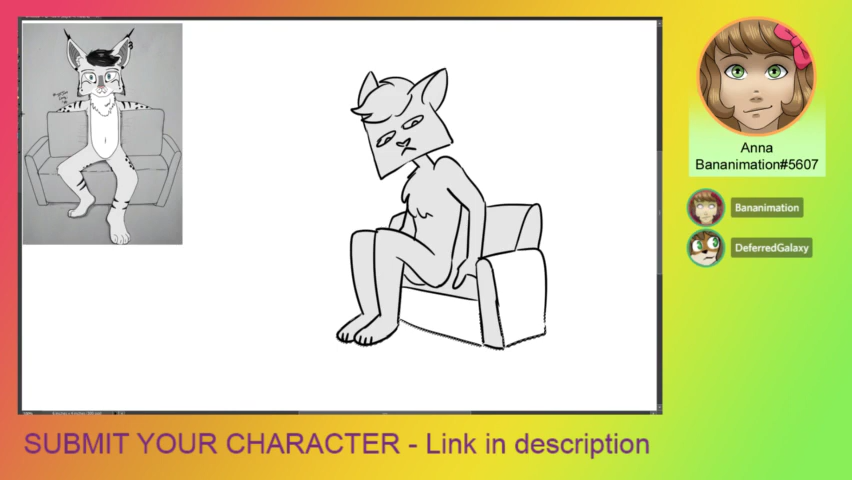 Anna
Bananimation#5607
Bananimation
DeferredGalaxy
SUBMIT YOUR CHARACTER - Link in description